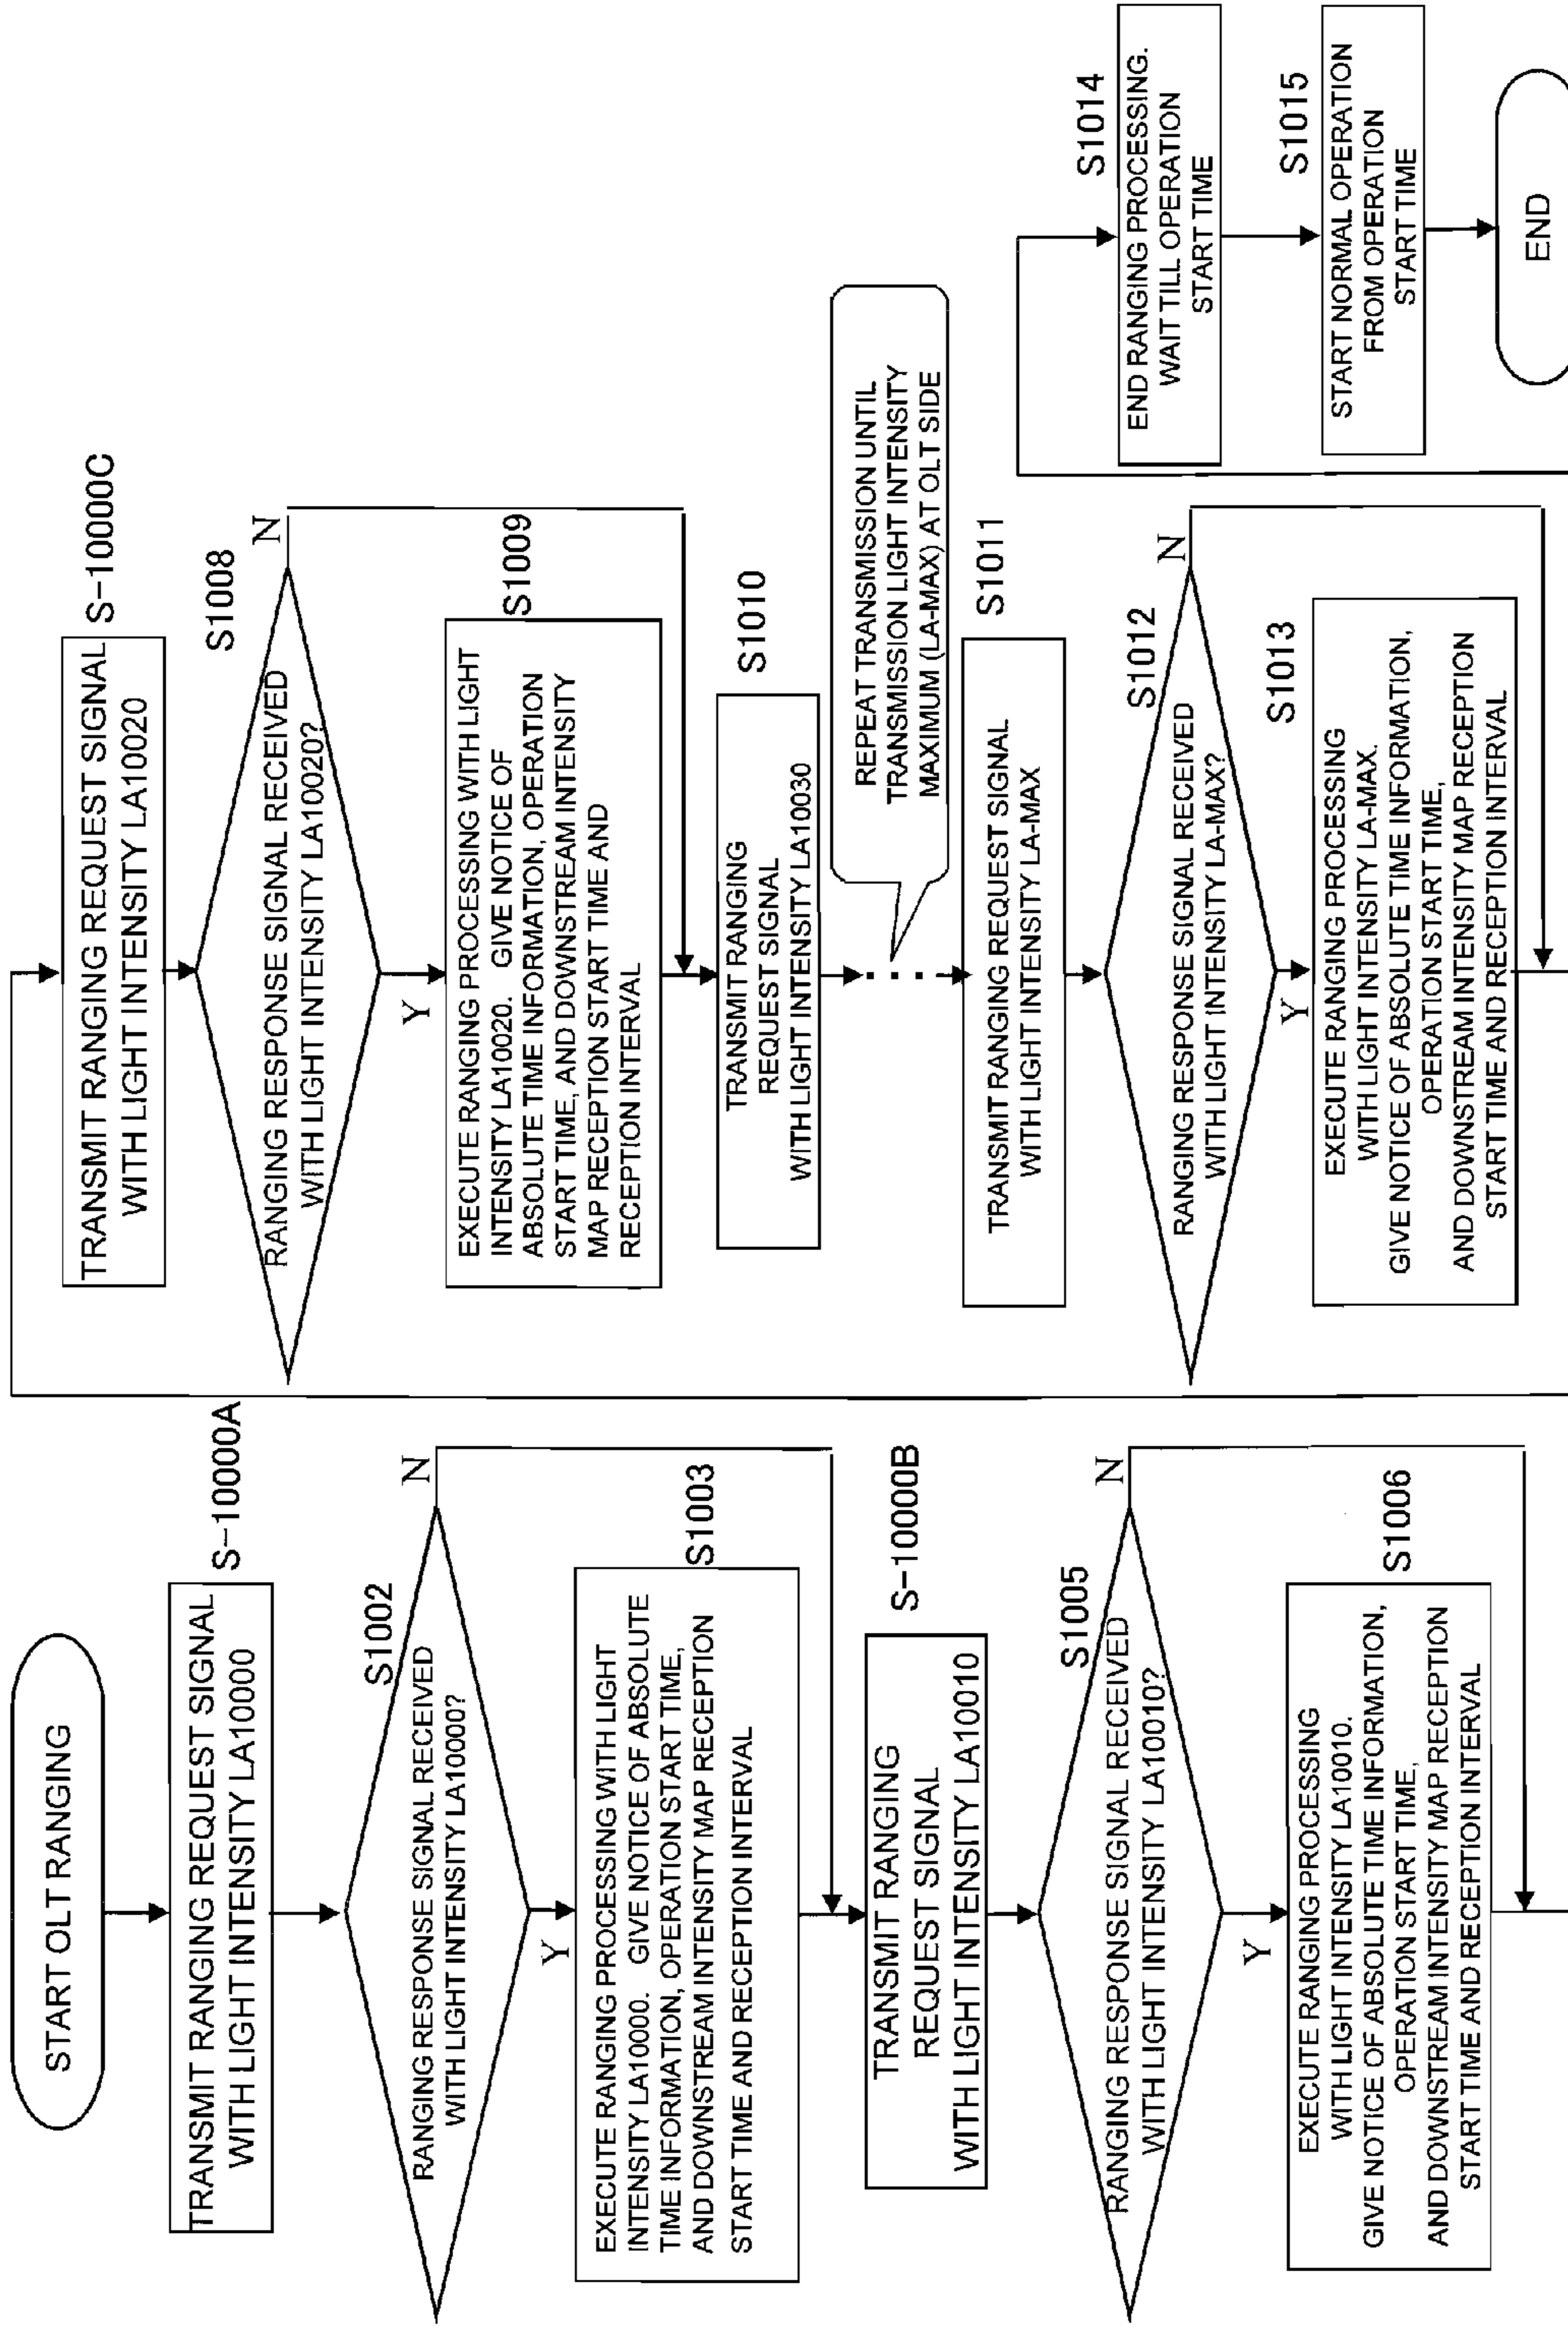 START OLT RANGING
S-10000A
TRANSMIT RANGING REQUEST SIGNAL
WITH LIGHT INTENSITY LA10000
S1002
RANGING RESPONSE SIGNAL RECEIVED
WITH LIGHT INTENSITY LA10000?
N
Y
S1003
EXECUTE RANGING PROCESSING WITH LIGHT
INTENSITY LA10000. GIVE NOTICE OF ABSOLUTE
TIME INFORMATION, OPERATION START TIME,
AND DOWNSTREAM INTENSITY MAP RECEPTION
START TIME AND RECEPTION INTERVAL
S-10000B
TRANSMIT RANGING
REQUEST SIGNAL
WITH LIGHT INTENSITY LA10010
S1005
RANGING RESPONSE SIGNAL RECEIVED
WITH LIGHT INTENSITY LA10010?
N
Y
S1006
EXECUTE RANGING PROCESSING
WITH LIGHT INTENSITY LA10010.
GIVE NOTICE OF ABSOLUTE TIME INFORMATION,
OPERATION START TIME,
AND DOWNSTREAM INTENSITY MAP RECEPTION
START TIME AND RECEPTION INTERVAL
S-10000C
TRANSMIT RANGING REQUEST SIGNAL
WITH LIGHT INTENSITY LA10020
S1008
RANGING RESPONSE SIGNAL RECEIVED
WITH LIGHT INTENSITY LA10020?
N
Y
S1009
EXECUTE RANGING PROCESSING WITH LIGHT
INTENSITY LA10020. GIVE NOTICE OF
ABSOLUTE TIME INFORMATION, OPERATION
START TIME, AND DOWNSTREAM INTENSITY
MAP RECEPTION START TIME AND
RECEPTION INTERVAL
S1010
TRANSMIT RANGING
REQUEST SIGNAL
WITH LIGHT INTENSITY LA10030
REPEAT TRANSMISSION UNTIL
TRANSMISSION LIGHT INTENSITY
MAXIMUM (LA-MAX) AT OLT SIDE
S1011
TRANSMIT RANGING REQUEST SIGNAL
WITH LIGHT INTENSITY LA-MAX
S1012
RANGING RESPONSE SIGNAL RECEIVED
WITH LIGHT INTENSITY LA-MAX?
N
Y
S1013
EXECUTE RANGING PROCESSING
WITH LIGHT INTENSITY LA-MAX.
GIVE NOTICE OF ABSOLUTE TIME INFORMATION,
OPERATION START TIME,
AND DOWNSTREAM INTENSITY MAP RECEPTION
START TIME AND RECEPTION INTERVAL
S1014
END RANGING PROCESSING.
WAIT TILL OPERATION
START TIME
S1015
START NORMAL OPERATION
FROM OPERATION
START TIME
END